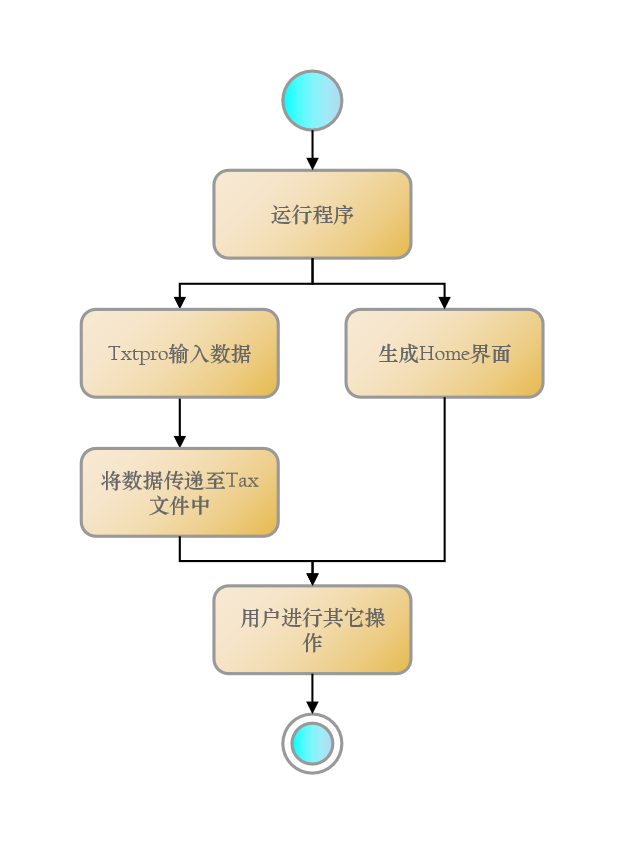 运行程序
Txtpro输入数据
生成Home界面
将数据传递至Tax
文件中
用户进行其它操
作